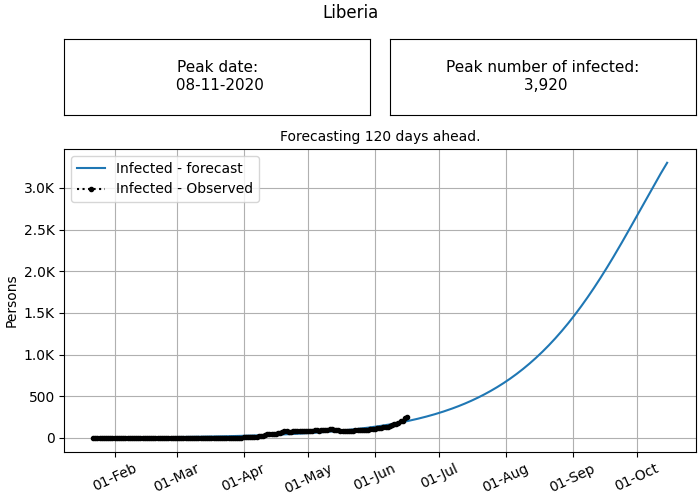 Liberia
Peak date:
08-11-2020
Peak number of infected:
3,920
Forecasting 120 days ahead.
Infected - forecast
Infected - Observed
3.0K
2.5K
2.0K
1.5K
1.0K
500
0
Persons
01-Feb
01-Mar
01-Apr
01-May
01-Jun
01-Jul
01-Aug
01-Sep
01-Oct